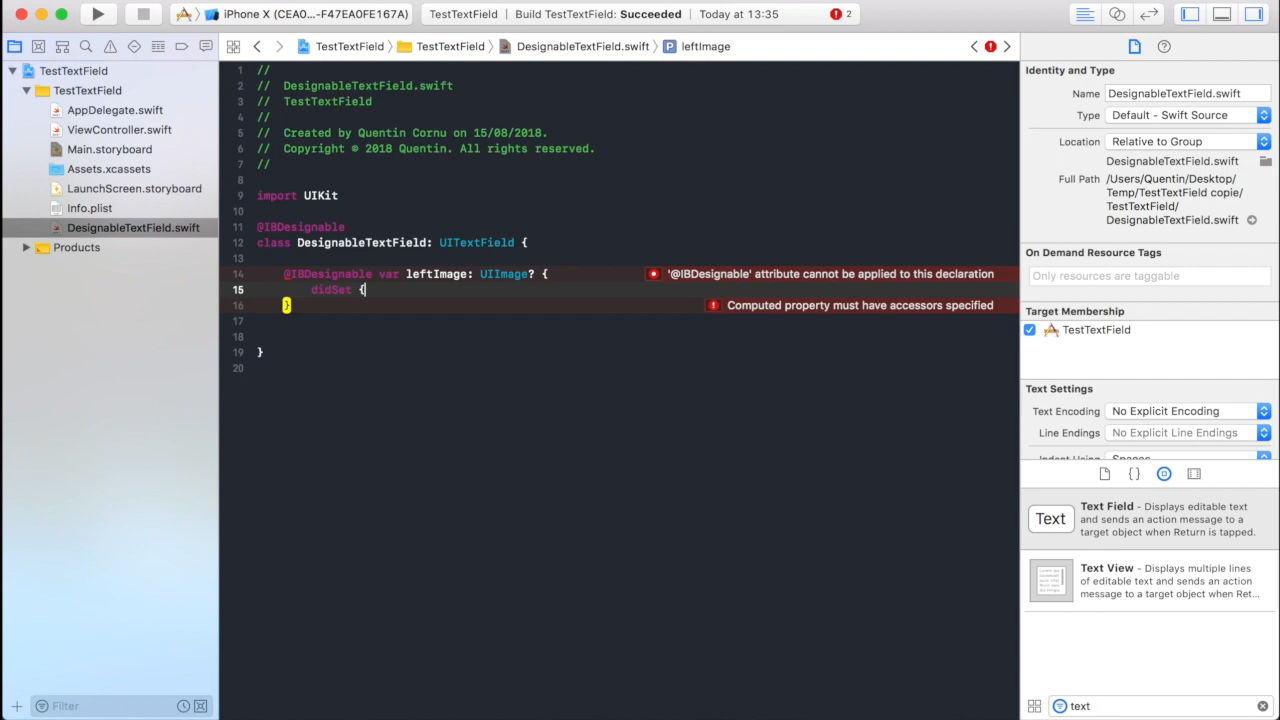 iPhone X (CEA0...-F47EA0FE171A)
TestTextField
Build TestTextField: Succeeded
Today at 13:35
2
TestTextField
TestTextField
DesignableTextField.swift
P leftImage
TestTextField
TestTextField
AppDelegate.swift
ViewController.swift
Main.storyboard
Assets.xcassets
LaunchScreen.storyboard
Info.plist
DesignableTextField.swift
Products
Filter
1 //
2 // DesignableTextField.swift
3 // TestTextField
4 //
5 // Created by Quentin Cornu on 15/08/2018.
6 // Copyright © 2018 Quentin. All rights reserved.
7 //
8
9 import UIKit
10
11 @IBDesignable
12 class DesignableTextField: UITextField {
13
14 @IBDesignable var leftImage: UIImage? { '@IBDesignable' attribute cannot be applied to this declaration
15 didSet {
16 } Computed property must have accessors specified
17
18
19 }
20
Identity and Type
Name DesignableTextField.swift
Type Default - Swift Source
Location Relative to Group
DesignableTextField.swift
Full Path /Users/Quentin/Desktop/
Temp/TestTextField copie/
TestTextField/
DesignableTextField.swift
On Demand Resource Tags
Only resources are taggable
Target Membership
TestTextField
Text Settings
Text Encoding No Explicit Encoding
Line Endings No Explicit Line Endings
Indent Using Spaces
{ }
Text
Text Field - Displays editable text
and sends an action message to a
target object when Return is tapped.
Text View - Displays multiple lines
of editable text and sends an action
message to a target object when Ret...
text